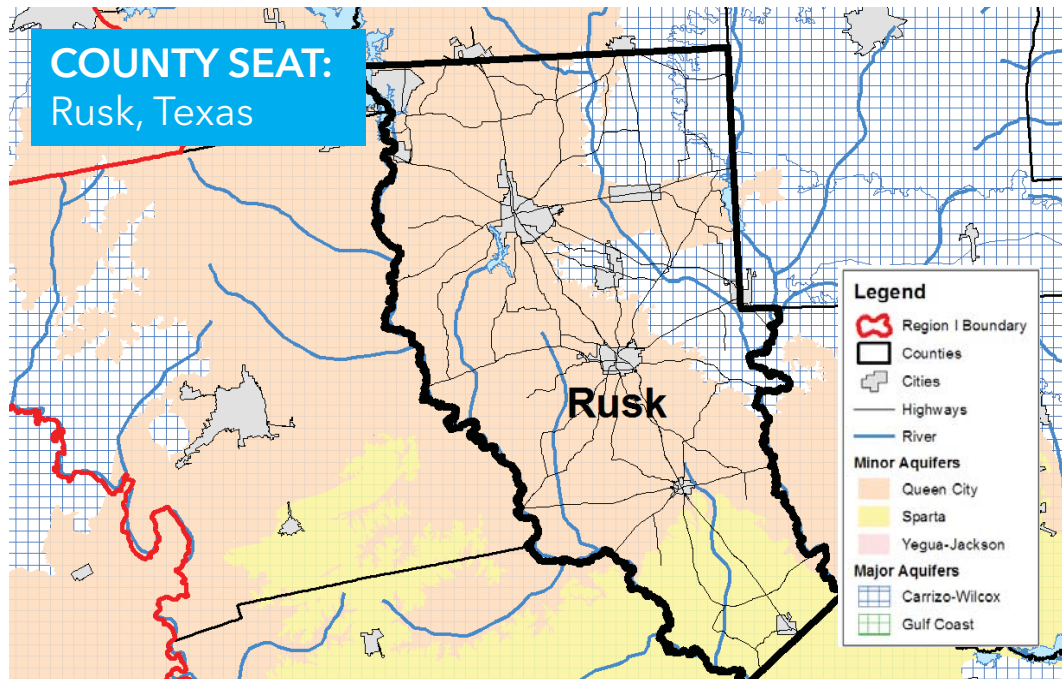 COUNTY SEAT:
Rusk, Texas
Rusk
Legend
Region I Boundary
Counties
Cities
Highways
River
Minor Aquifers
Queen City
Sparta
Yegua-Jackson
Major Aquifers
Carrizo-Wilcox
Gulf Coast